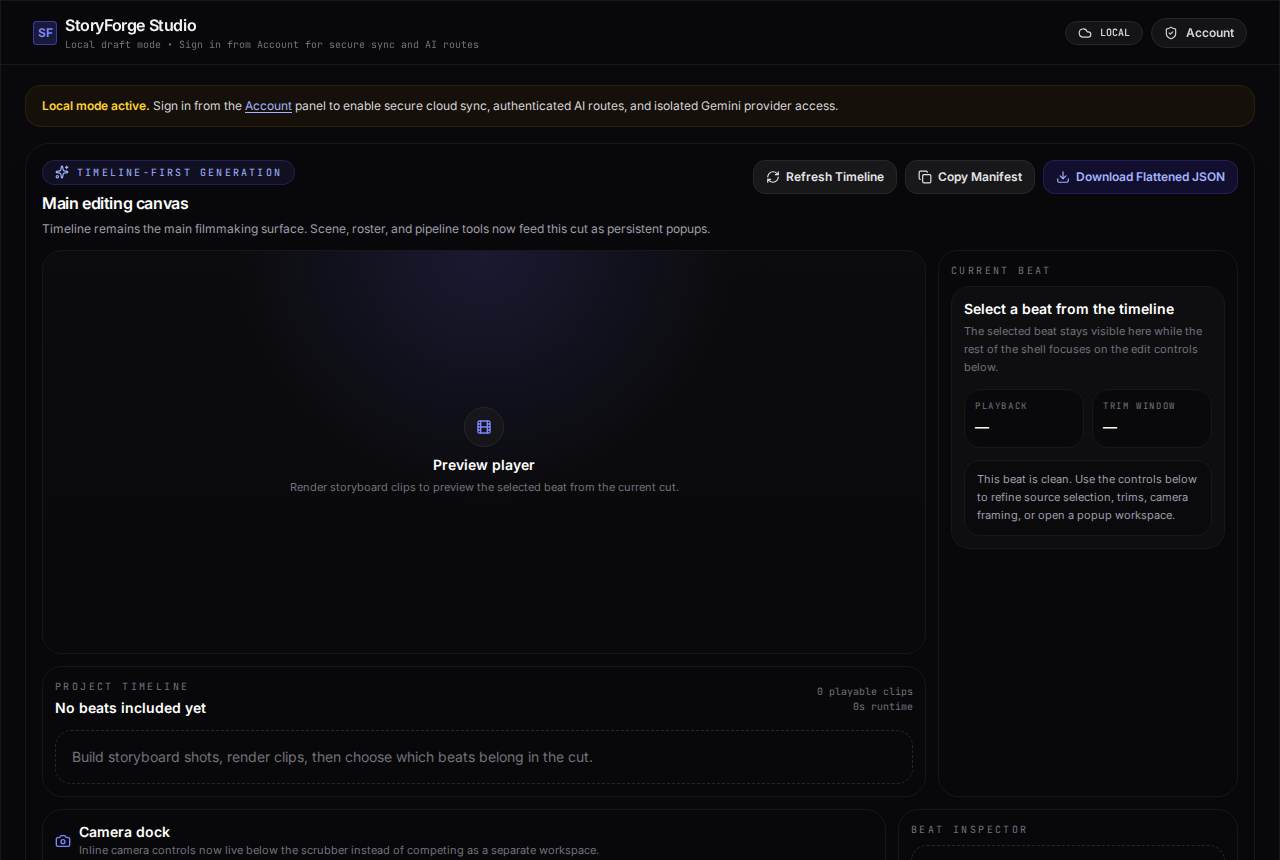 SF
StoryForge Studio
Local draft mode • Sign in from Account for secure sync and AI routes
LOCAL
Account
Local mode active. Sign in from the Account panel to enable secure cloud sync, authenticated AI routes, and isolated Gemini provider access.
TIMELINE-FIRST GENERATION
Refresh Timeline
Copy Manifest
Download Flattened JSON
Main editing canvas
Timeline remains the main filmmaking surface. Scene, roster, and pipeline tools now feed this cut as persistent popups.
Preview player
Render storyboard clips to preview the selected beat from the current cut.
CURRENT BEAT
Select a beat from the timeline
The selected beat stays visible here while the
rest of the shell focuses on the edit controls
below.
PLAYBACK
—
TRIM WINDOW
—
This beat is clean. Use the controls below
to refine source selection, trims, camera
framing, or open a popup workspace.
PROJECT TIMELINE
No beats included yet
0 playable clips
0s runtime
Build storyboard shots, render clips, then choose which beats belong in the cut.
Camera dock
Inline camera controls now live below the scrubber instead of competing as a separate workspace.
BEAT INSPECTOR